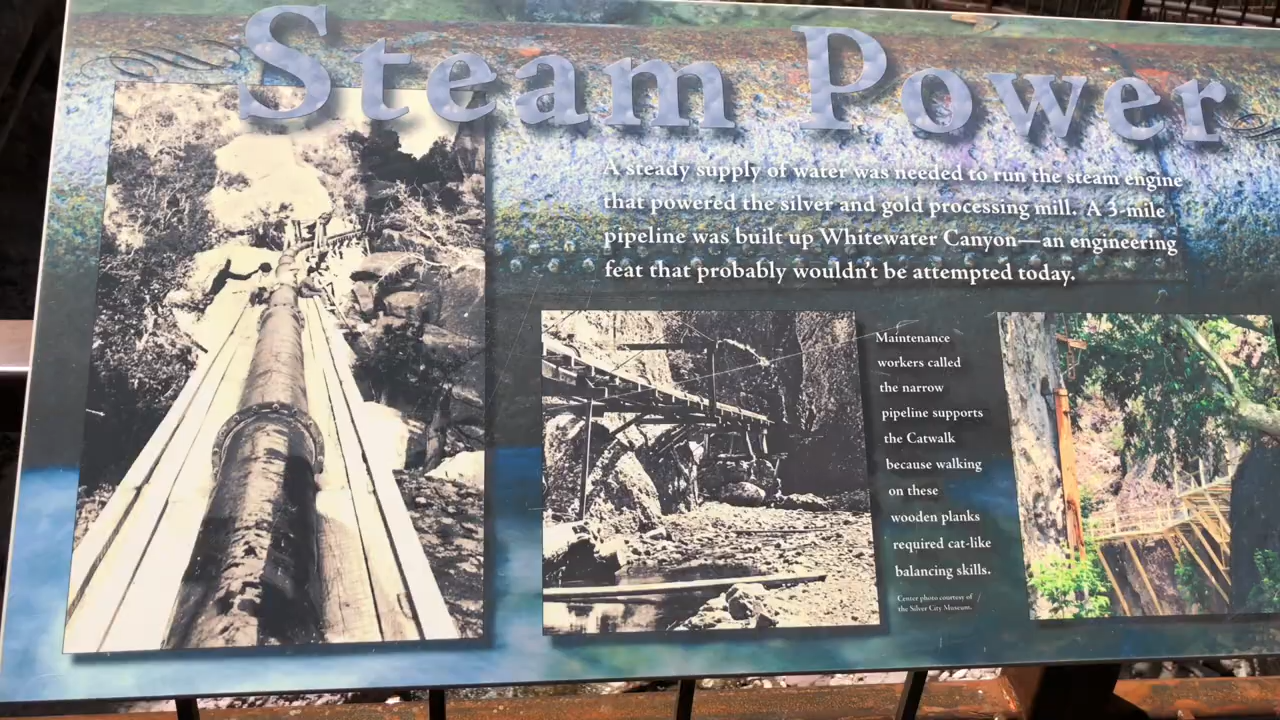 Steam Power
A steady supply of water was needed to run the steam engine
that powered the silver and gold processing mill. A 3-mile
pipeline was built up Whitewater Canyon—an engineering
feat that probably wouldn't be attempted today.
Maintenance
workers called
the narrow
pipeline supports
the Catwalk
because walking
on these
wooden planks
required cat-like
balancing skills.
Center photo courtesy of
the Silver City Museum.